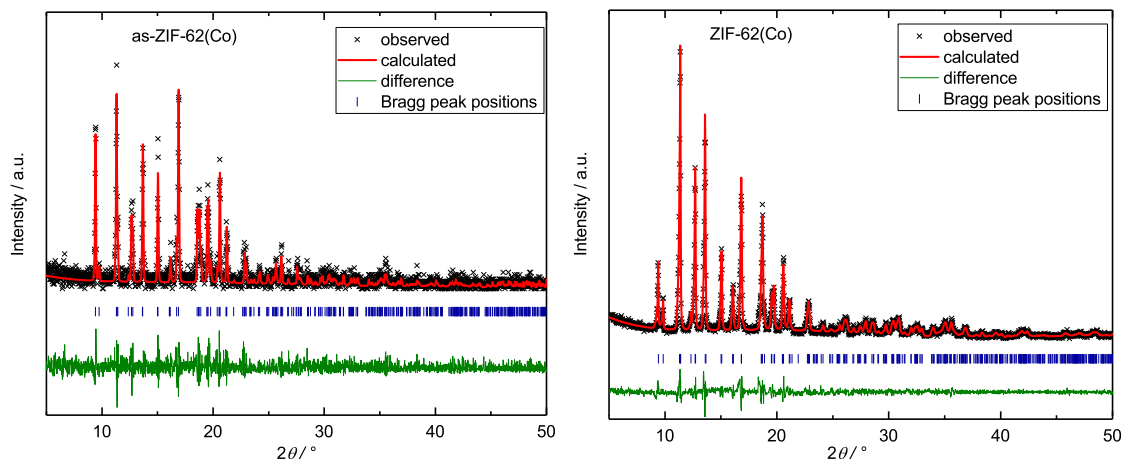 as-ZIF-62(Co)
observed
calculated
difference
Bragg peak positions
Intensity / a.u.
10 20 30 40 50
2θ / °
ZIF-62(Co)
observed
calculated
difference
Bragg peak positions
Intensity / a.u.
10 20 30 40 50
2θ / °